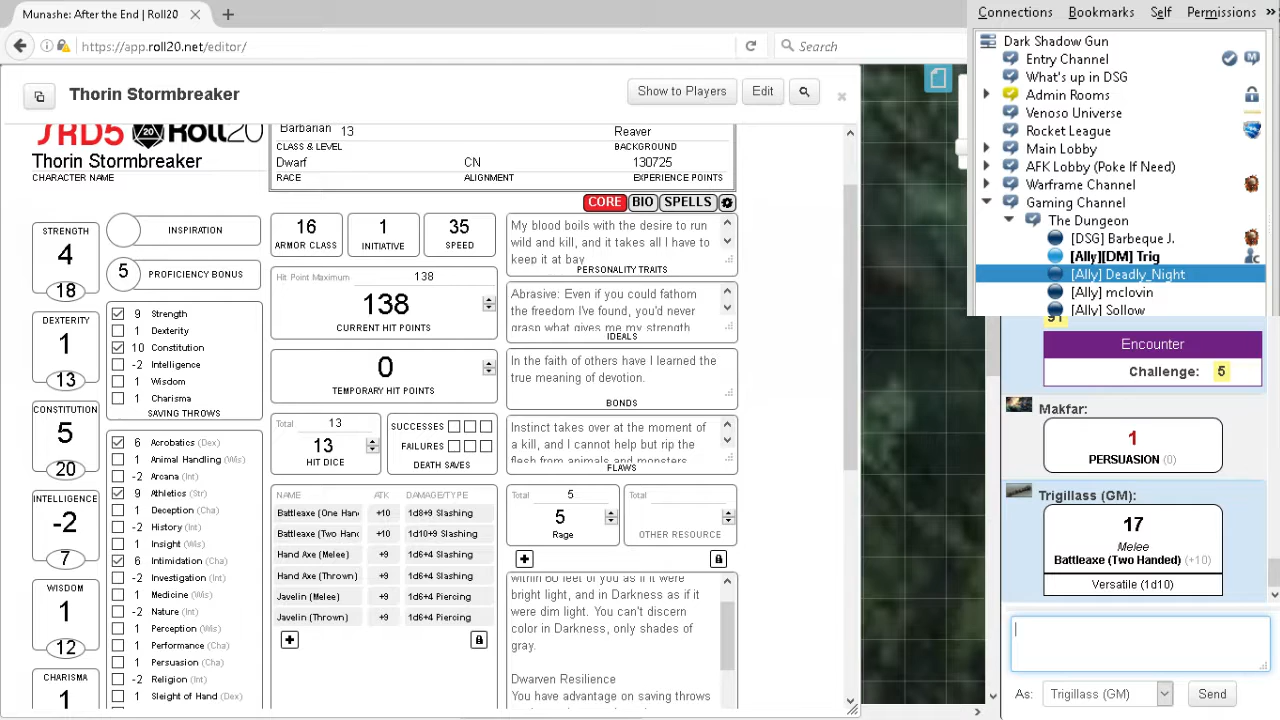 Munashe: After the End | Roll20
https://app.roll20.net/editor/
Search
Thorin Stormbreaker
Show to Players
Edit
SRD5 Roll20
Thorin Stormbreaker
CHARACTER NAME
Barbarian 13
Reaver
CLASS & LEVEL
BACKGROUND
Dwarf
CN
130725
RACE
ALIGNMENT
EXPERIENCE POINTS
CORE
BIO
SPELLS
STRENGTH
4
18
DEXTERITY
1
13
CONSTITUTION
5
20
INTELLIGENCE
-2
7
WISDOM
1
12
CHARISMA
1
INSPIRATION
5
PROFICIENCY BONUS
9 Strength
1 Dexterity
10 Constitution
-2 Intelligence
1 Wisdom
1 Charisma
SAVING THROWS
6 Acrobatics (Dex)
1 Animal Handling (Wis)
-2 Arcana (Int)
9 Athletics (Str)
1 Deception (Cha)
-2 History (Int)
1 Insight (Wis)
6 Intimidation (Cha)
-2 Investigation (Int)
1 Medicine (Wis)
-2 Nature (Int)
1 Perception (Wis)
1 Performance (Cha)
1 Persuasion (Cha)
-2 Religion (Int)
1 Sleight of Hand (Dex)
16
ARMOR CLASS
1
INITIATIVE
35
SPEED
Hit Point Maximum 138
138
CURRENT HIT POINTS
0
TEMPORARY HIT POINTS
Total 13
13
HIT DICE
SUCCESSES
FAILURES
DEATH SAVES
NAME ATK DAMAGE/TYPE
Battleaxe (One Han +10 1d8+9 Slashing
Battleaxe (Two Hanc +10 1d10+9 Slashing
Hand Axe (Melee) +9 1d6+4 Slashing
Hand Axe (Thrown) +9 1d6+4 Slashing
Javelin (Melee) +9 1d6+4 Piercing
Javelin (Thrown) +9 1d6+4 Piercing
My blood boils with the desire to run
wild and kill, and it takes all I have to
keep it at bay
PERSONALITY TRAITS
Abrasive: Even if you could fathom
the freedom I've found, you'd never
grasp what gives me my strength
IDEALS
In the faith of others have I learned the
true meaning of devotion.
BONDS
Instinct takes over at the moment of
a kill, and I cannot help but rip the
flesh from animals and monsters
FLAWS
Total 5
5
Rage
Total
OTHER RESOURCE
within 60 feet of you as if it were
bright light, and in Darkness as if it
were dim light. You can't discern
color in Darkness, only shades of
gray.
Dwarven Resilience
You have advantage on saving throws
Connections Bookmarks Self Permissions »
Dark Shadow Gun
Entry Channel
What's up in DSG
Admin Rooms
Venoso Universe
Rocket League
Main Lobby
AFK Lobby (Poke If Need)
Warframe Channel
Gaming Channel
The Dungeon
[DSG] Barbeque J.
[Ally][DM] Trig
[Ally] Deadly_Night
[Ally] mclovin
[Ally] Sollow
91
Encounter
Challenge: 5
Makfar:
1
PERSUASION (0)
Trigillass (GM):
17
Melee
Battleaxe (Two Handed) (+10)
Versatile (1d10)
As:
Trigillass (GM)
Send